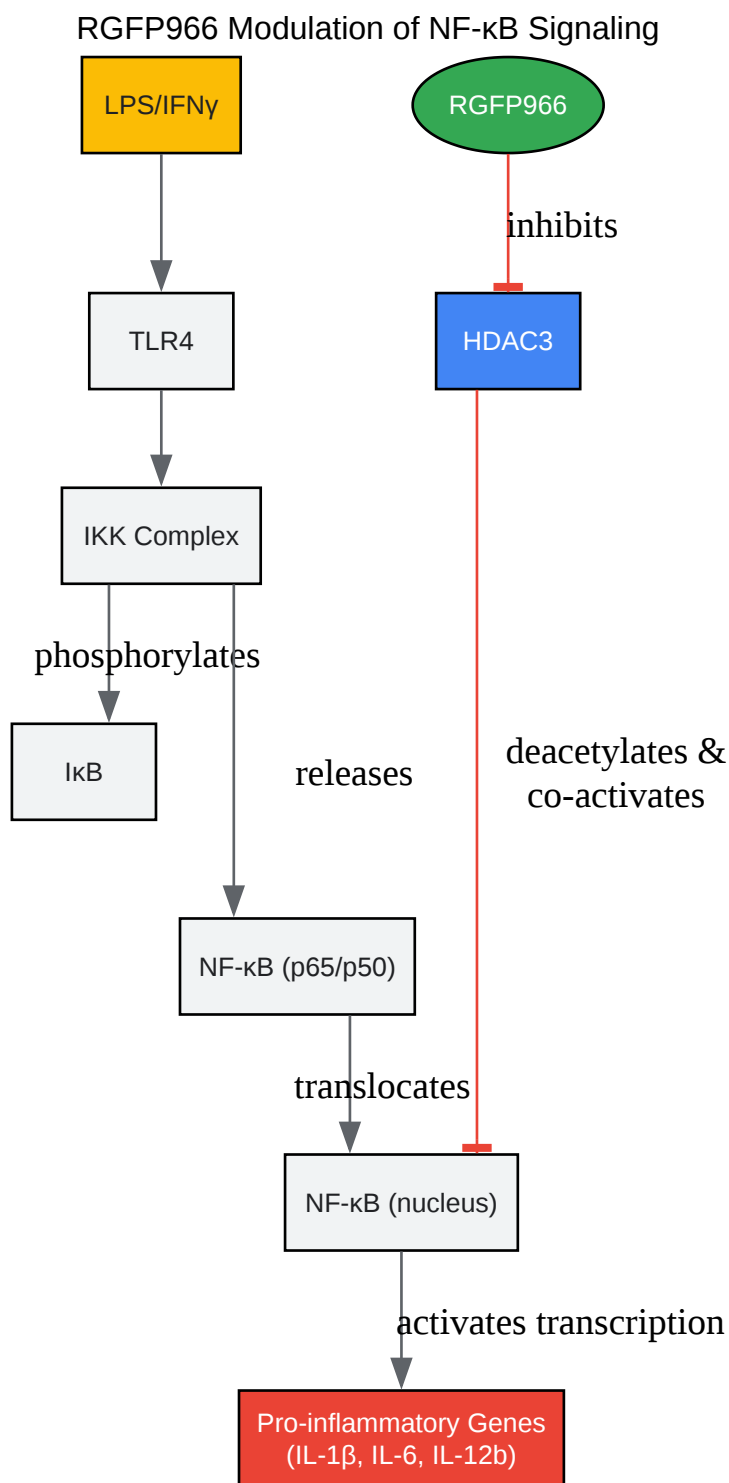 RGFP966 Modulation of NF-κB Signaling
LPS/IFNγ
RGFP966
inhibits
TLR4
HDAC3
IKK Complex
phosphorylates
IκB
releases
deacetylates &
co-activates
NF-κB (p65/p50)
translocates
NF-κB (nucleus)
activates transcription
Pro-inflammatory Genes
(IL-1β, IL-6, IL-12b)